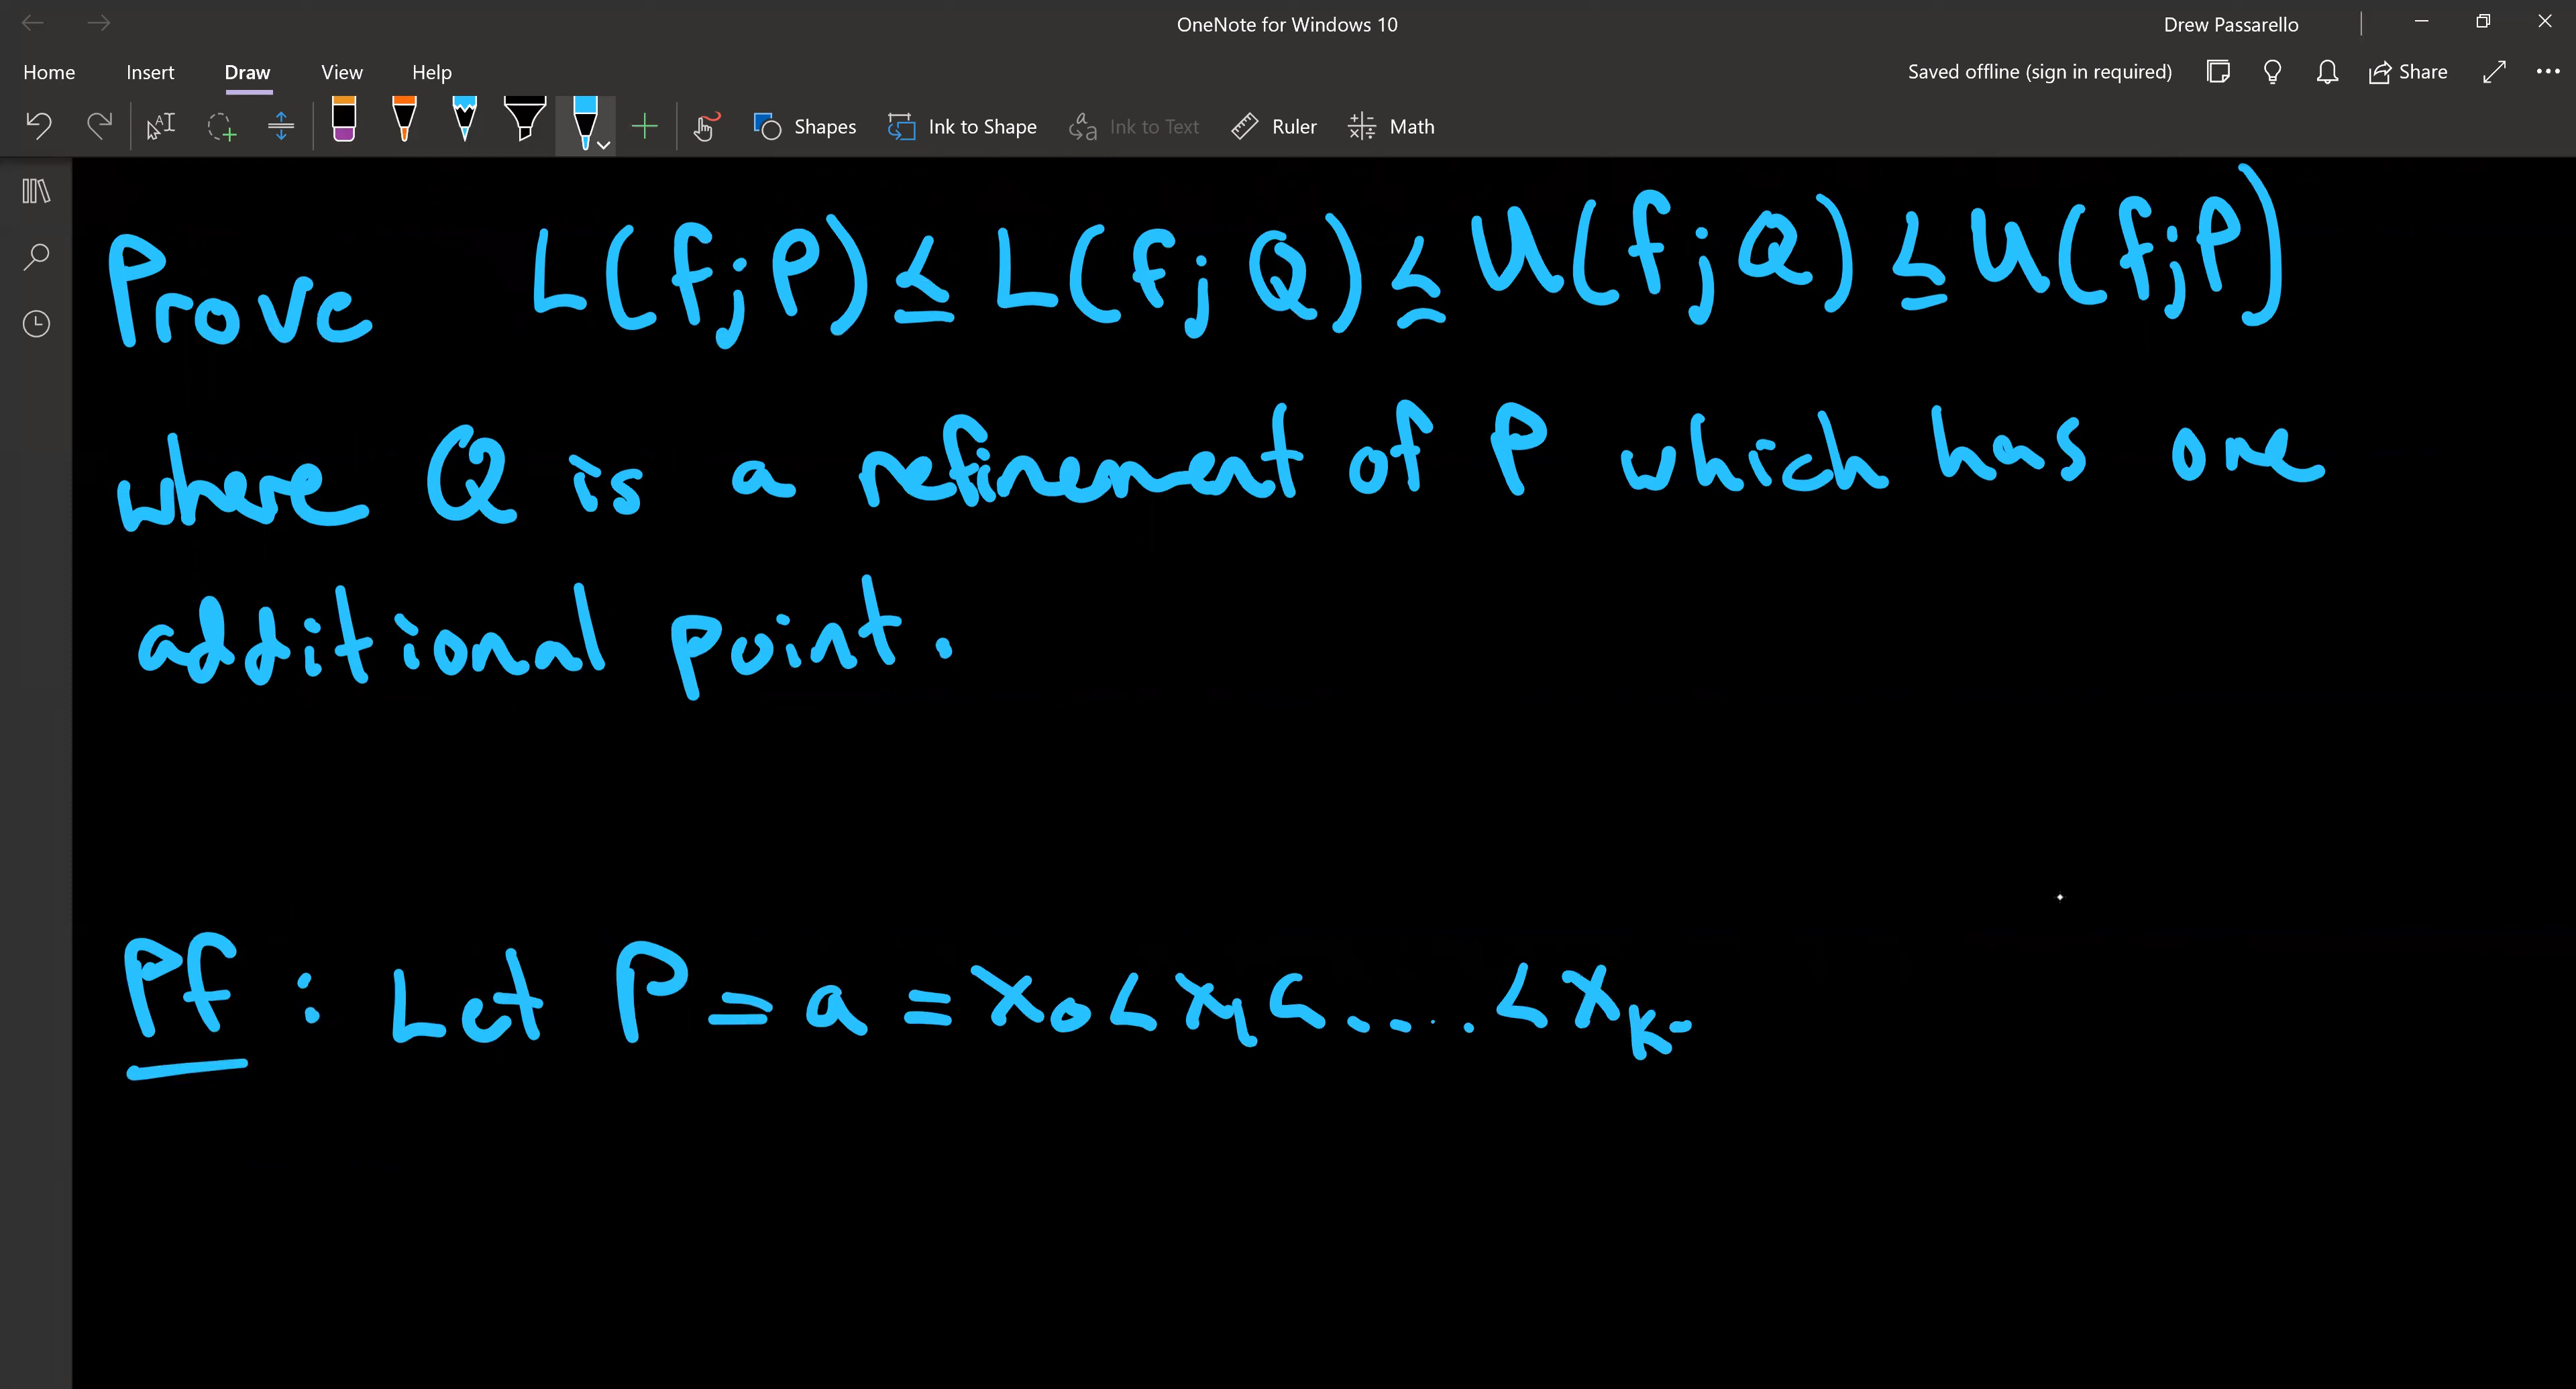 OneNote for Windows 10
Drew Passarello
Home Insert Draw View Help
Saved offline (sign in required) Share
Shapes Ink to Shape Ink to Text Ruler Math
Prove L(f;P) ≤ L(f;Q) ≤ U(f;Q) ≤ U(f;P)
where Q is a refinement of P which has one
additional point.
Pf : Let P = a = x₀ < x₁ < ..... < xₖ₋